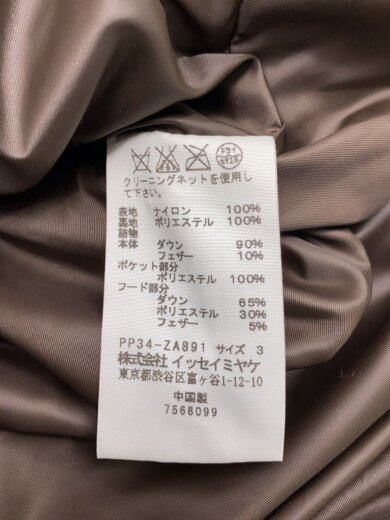 ドライ
セキユ系
クリーニングネットを使用し
て下さい。
表地 ナイロン 100%
裏地 ポリエステル 100%
詰物
本体 ダウン 90%
フェザー 10%
ポケット部分
ポリエステル 100%
フード部分
ダウン 65%
ポリエステル 30%
フェザー 5%
PP34-ZA891 サイズ 3
株式会社 イッセイミヤケ
東京都渋谷区富ヶ谷1-12-10
中国製
7568099